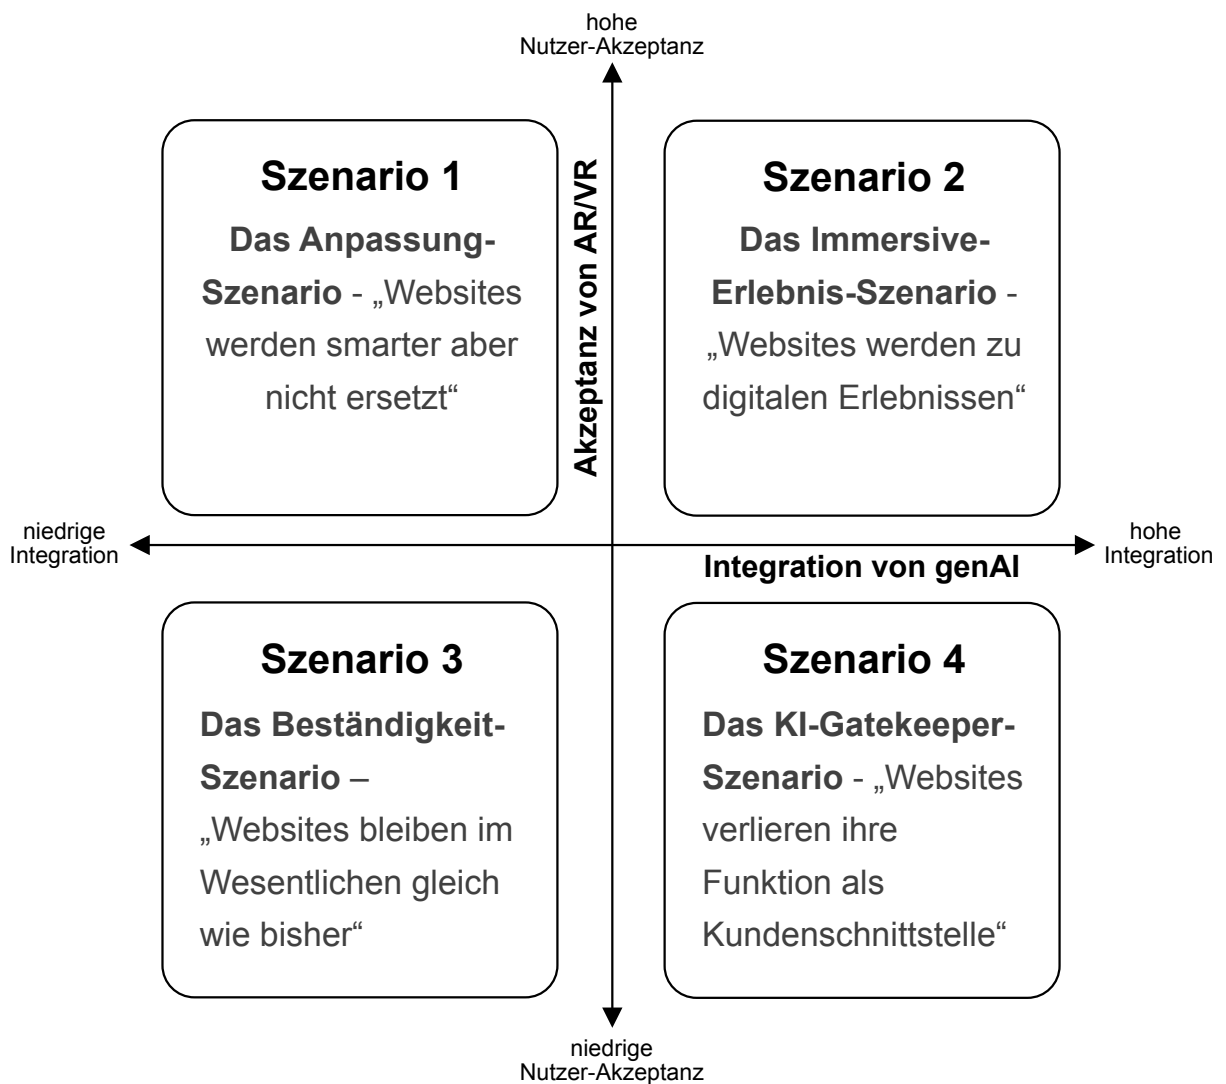 hohe
Nutzer-Akzeptanz
Szenario 1
Das Anpassung-
Szenario - „Websites
werden smarter aber
nicht ersetzt“
Akzeptanz von AR/VR
Szenario 2
Das Immersive-
Erlebnis-Szenario -
„Websites werden zu
digitalen Erlebnissen“
niedrige
Integration
hohe
Integration
Integration von genAI
Szenario 3
Das Beständigkeit-
Szenario –
„Websites bleiben im
Wesentlichen gleich
wie bisher“
Szenario 4
Das KI-Gatekeeper-
Szenario - „Websites
verlieren ihre
Funktion als
Kundenschnittstelle“
niedrige
Nutzer-Akzeptanz